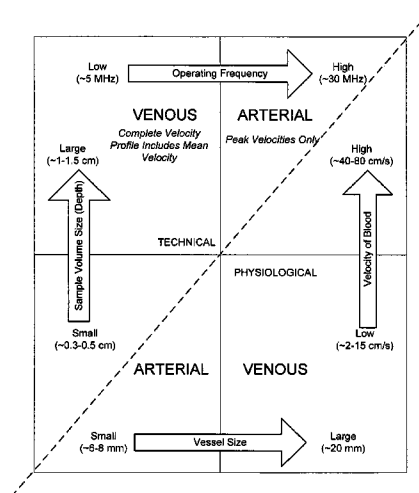 Low
(~5 MHz)
Operating Frequency
High
(~30 MHz)
VENOUS
Complete Velocity
Profile Includes Mean
Velocity
ARTERIAL
Peak Velocities Only
Large
(~1-1.5 cm)
High
(~40-80 cm/s)
Sample Volume Size (Depth)
Velocity of Blood
TECHNICAL
PHYSIOLOGICAL
Small
(~0.3-0.5 cm)
Low
(~2-15 cm/s)
ARTERIAL
VENOUS
Small
(~6-8 mm)
Vessel Size
Large
(~20 mm)